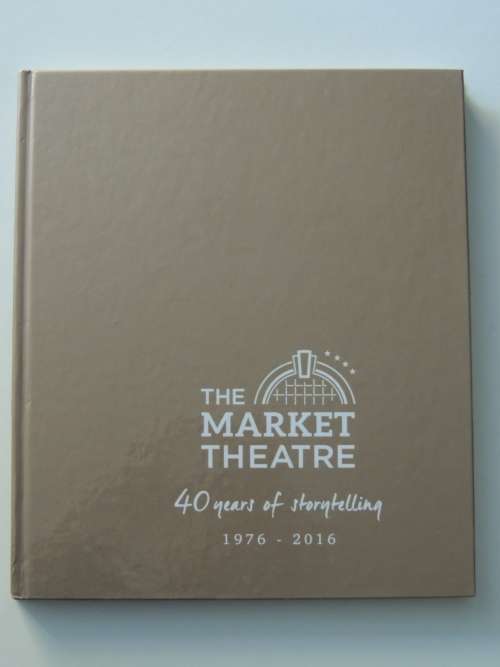 THE
MARKET
THEATRE
40 years of storytelling
1976 - 2016